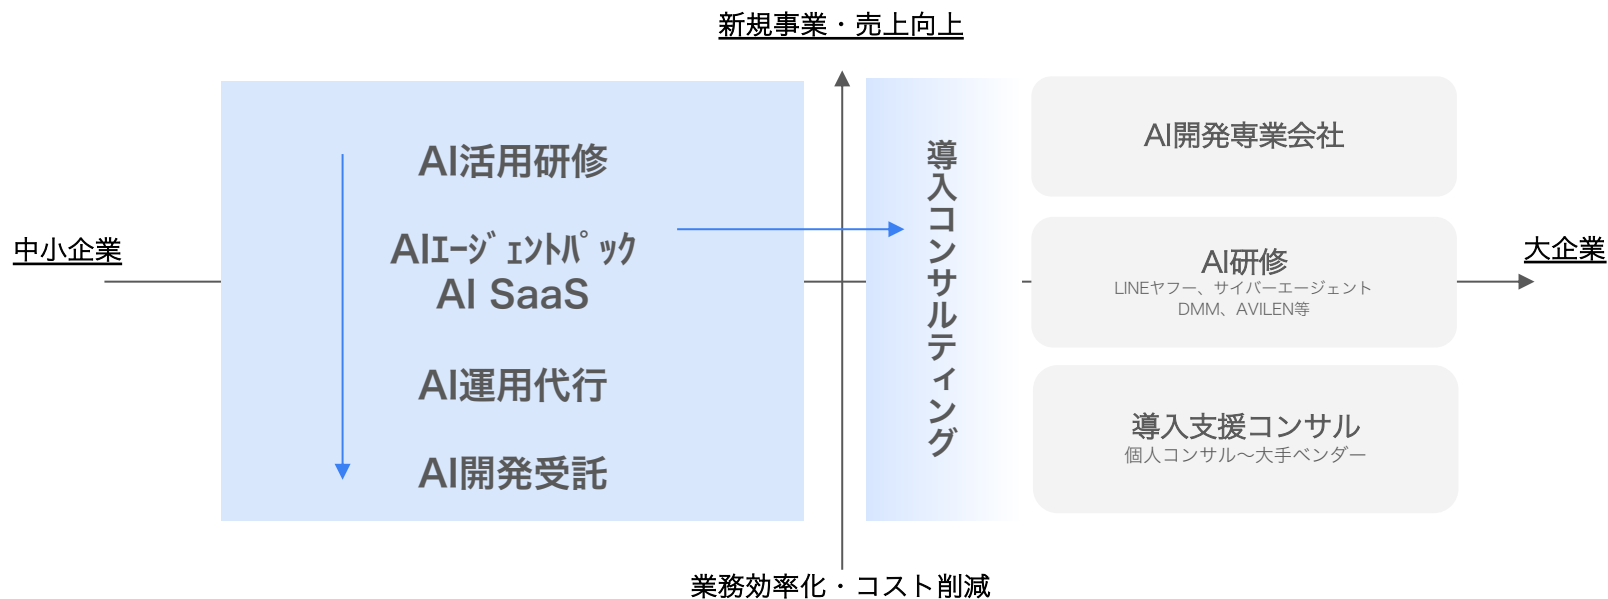 新規事業・売上向上
中小企業
AI活用研修
AIｴｰｼﾞｪﾝﾄﾊﾟｯｸ
AI SaaS
AI運用代行
AI開発受託
導入コンサルティング
AI開発専業会社
AI研修
LINEヤフー、サイバーエージェント
DMM、AVILEN等
導入支援コンサル
個人コンサル〜大手ベンダー
大企業
業務効率化・コスト削減